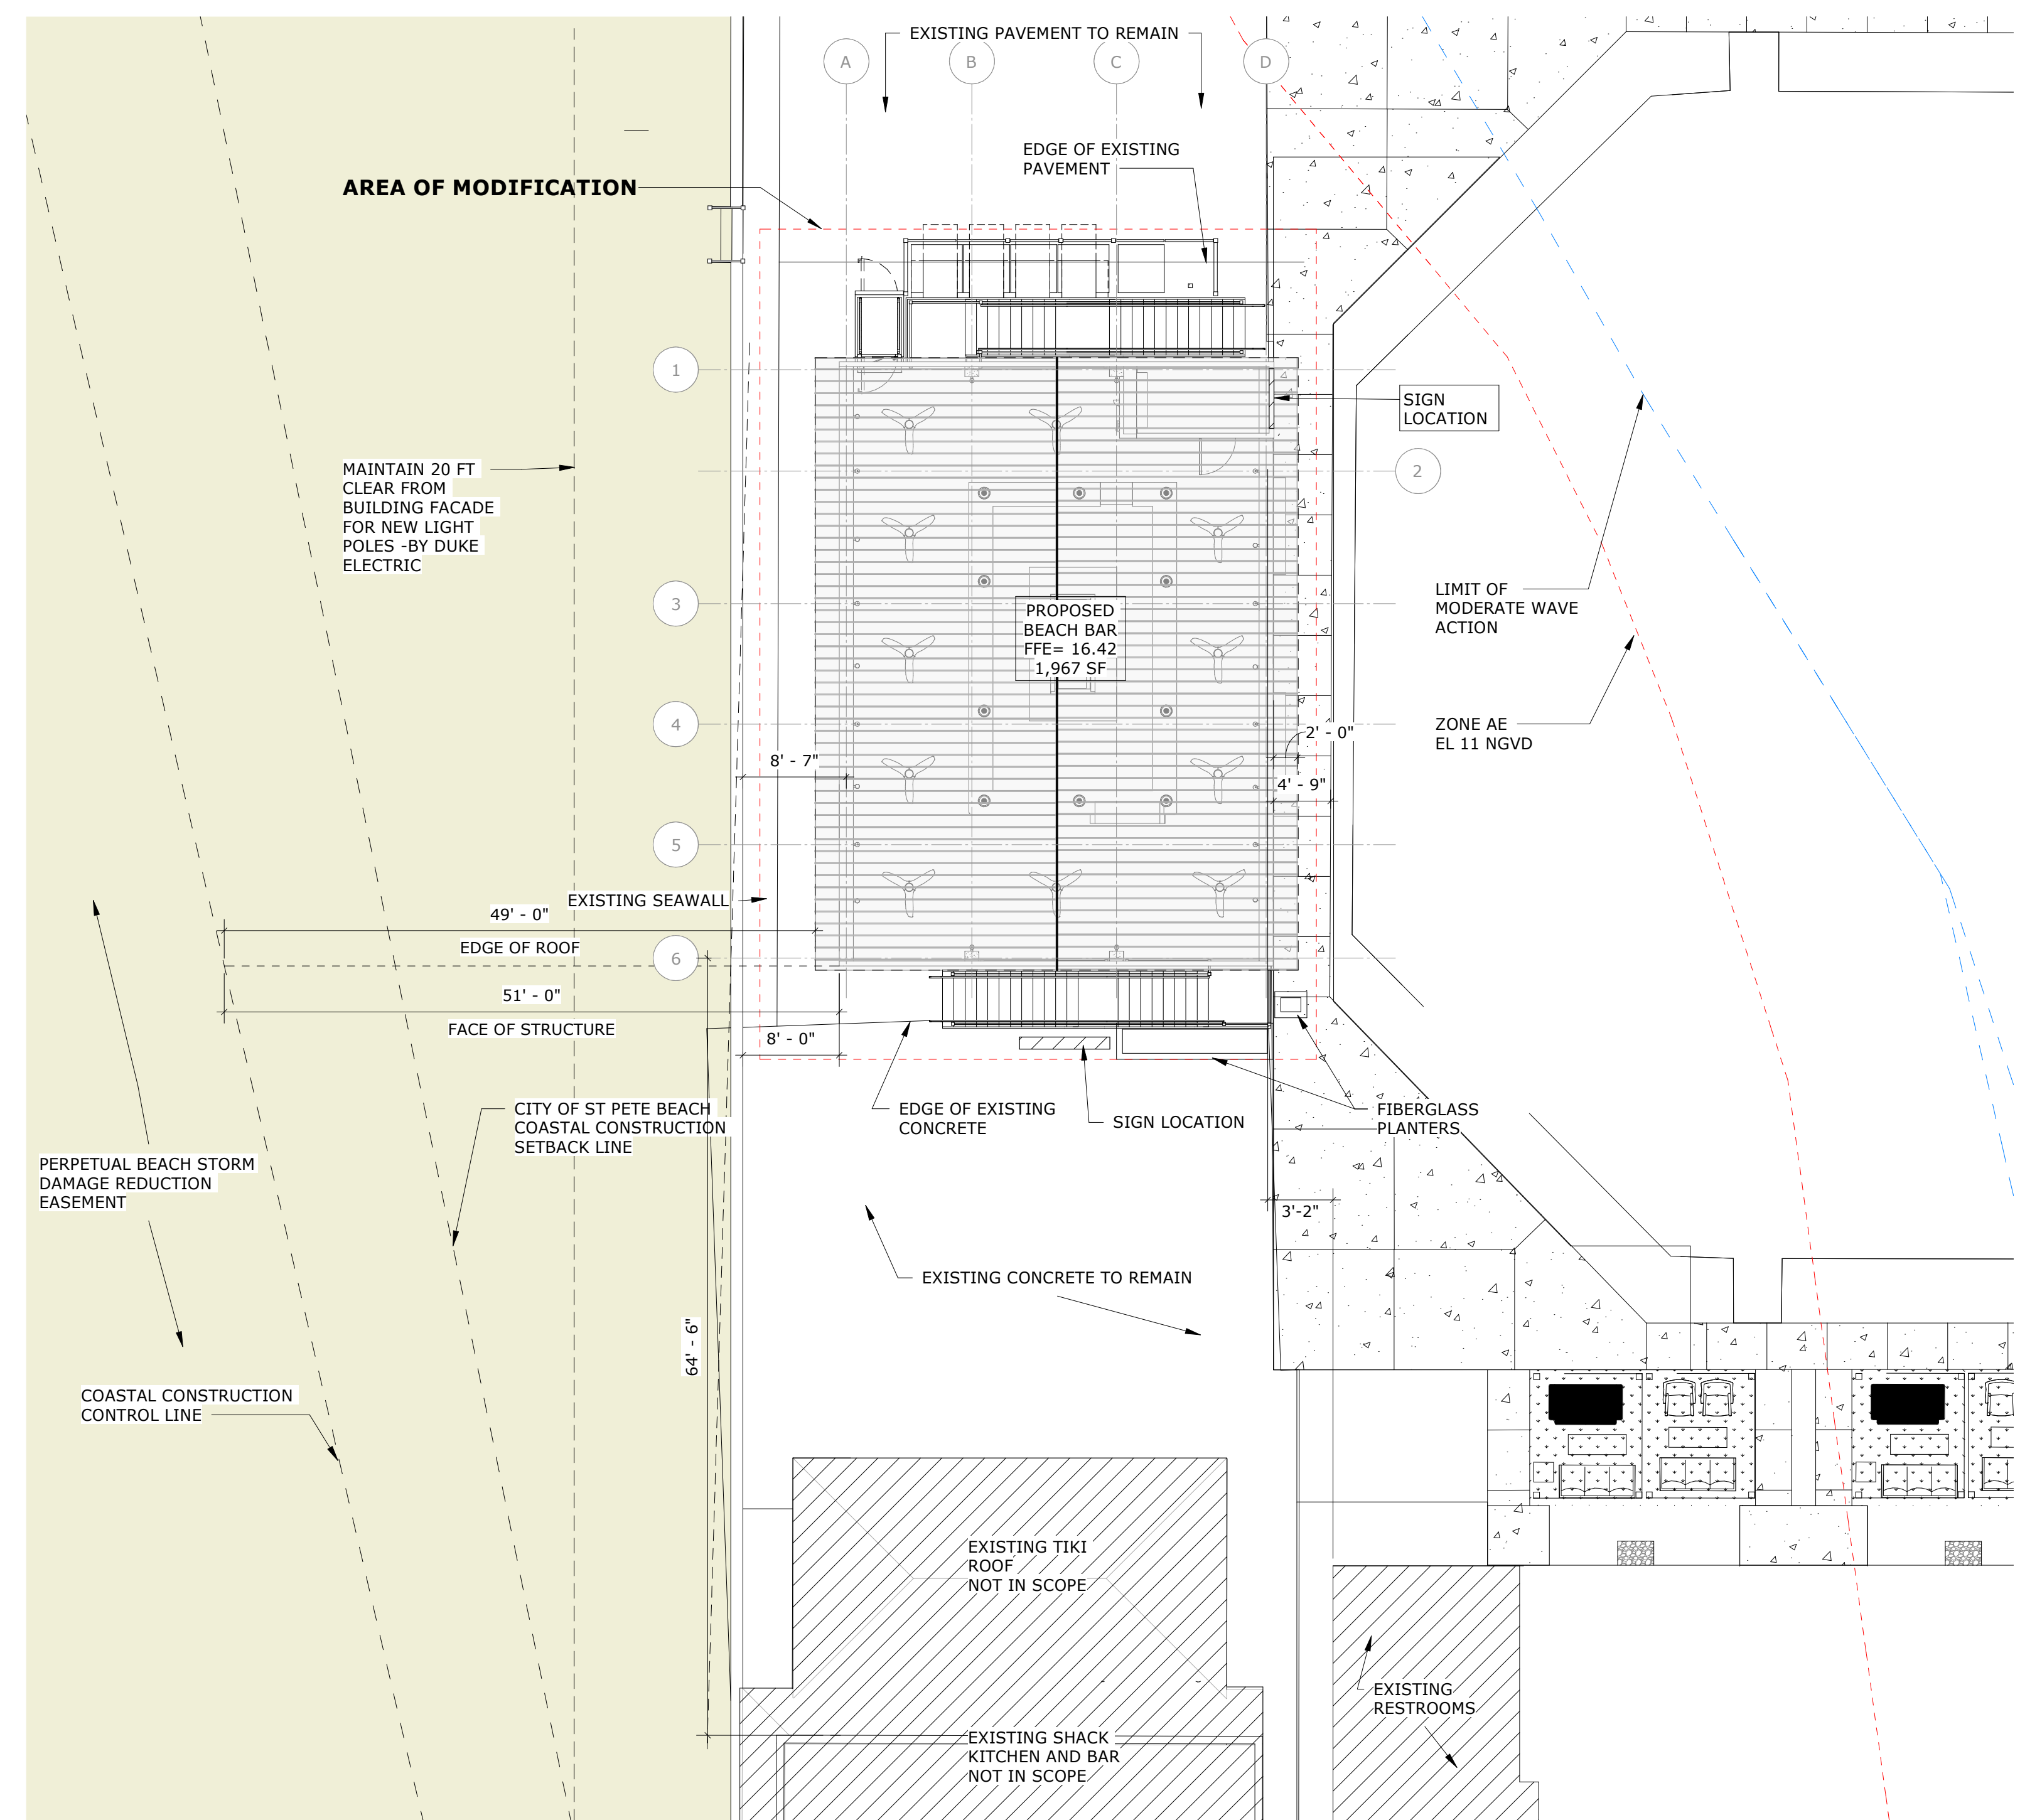 EXISTING PAVEMENT TO REMAIN
A
B
C
D
EDGE OF EXISTING
PAVEMENT
AREA OF MODIFICATION
1
SIGN
LOCATION
2
MAINTAIN 20 FT
CLEAR FROM
BUILDING FACADE
FOR NEW LIGHT
POLES -BY DUKE
ELECTRIC
3
PROPOSED
BEACH BAR
FFE= 16.42
1,967 SF
LIMIT OF
MODERATE WAVE
ACTION
4
ZONE AE
EL 11 NGVD
2' - 0"
8' - 7"
4' - 9"
5
EXISTING SEAWALL
49' - 0"
EDGE OF ROOF
6
51' - 0"
FACE OF STRUCTURE
8' - 0"
CITY OF ST PETE BEACH
COASTAL CONSTRUCTION
SETBACK LINE
EDGE OF EXISTING
CONCRETE
SIGN LOCATION
FIBERGLASS
PLANTERS
PERPETUAL BEACH STORM
DAMAGE REDUCTION
EASEMENT
3'-2"
EXISTING CONCRETE TO REMAIN
64' - 6"
COASTAL CONSTRUCTION
CONTROL LINE
EXISTING TIKI
ROOF
NOT IN SCOPE
EXISTING
RESTROOMS
EXISTING SHACK
KITCHEN AND BAR
NOT IN SCOPE